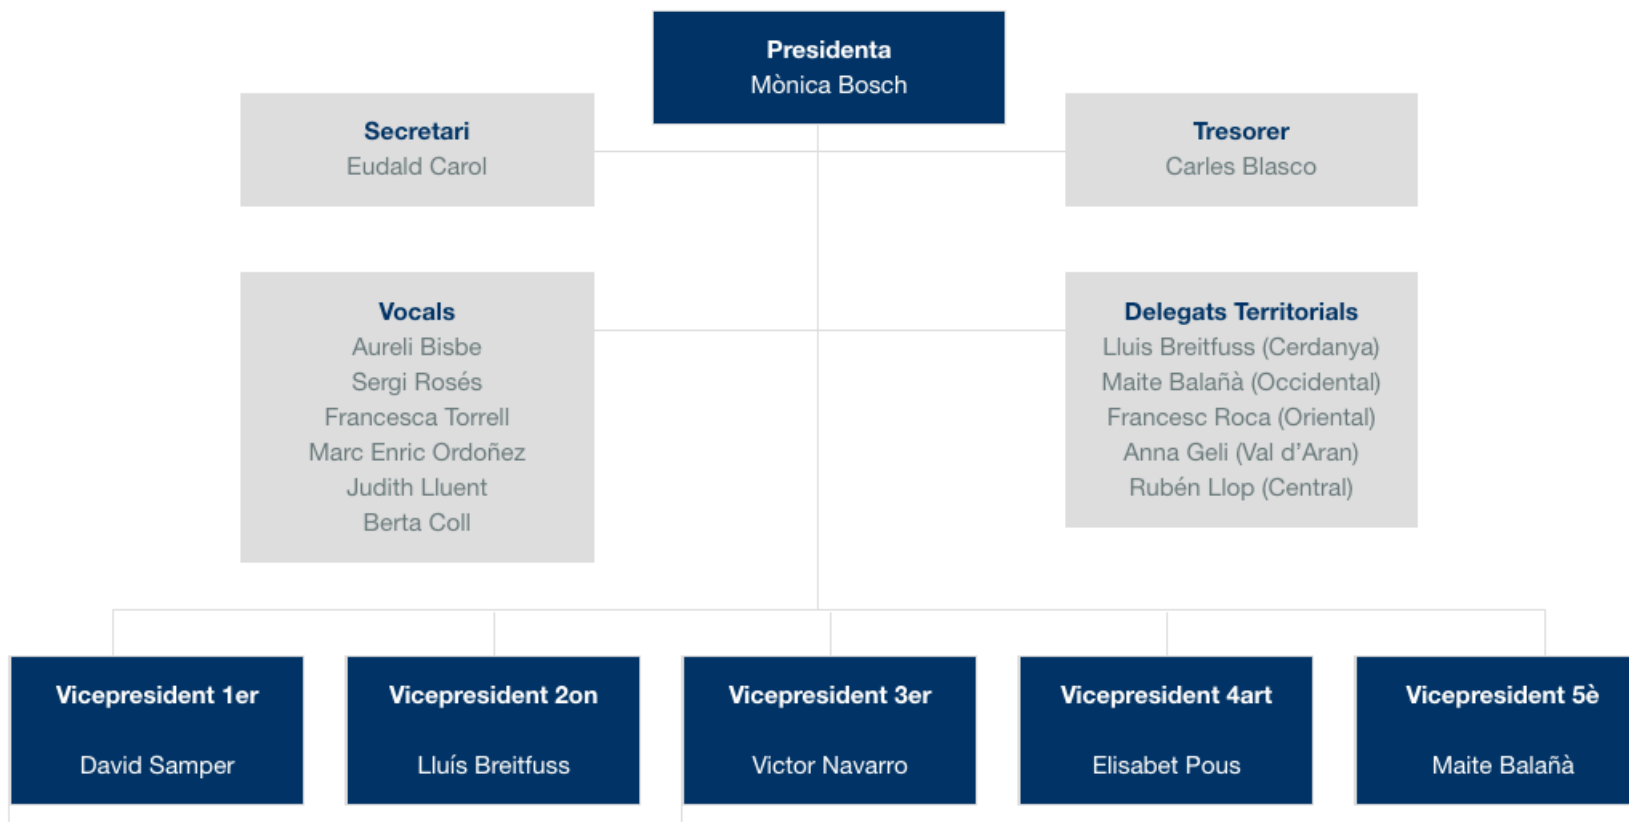 Presidenta
Mònica Bosch
Secretari
Eudald Carol
Tresorer
Carles Blasco
Vocals
Aureli Bisbe
Sergi Rosés
Francesca Torrell
Marc Enric Ordoñez
Judith Lluent
Berta Coll
Delegats Territorials
Lluis Breitfuss (Cerdanya)
Maite Balañà (Occidental)
Francesc Roca (Oriental)
Anna Geli (Val d’Aran)
Rubén Llop (Central)
Vicepresident 1er
David Samper
Vicepresident 2on
Lluís Breitfuss
Vicepresident 3er
Victor Navarro
Vicepresident 4art
Elisabet Pous
Vicepresident 5è
Maite Balañà